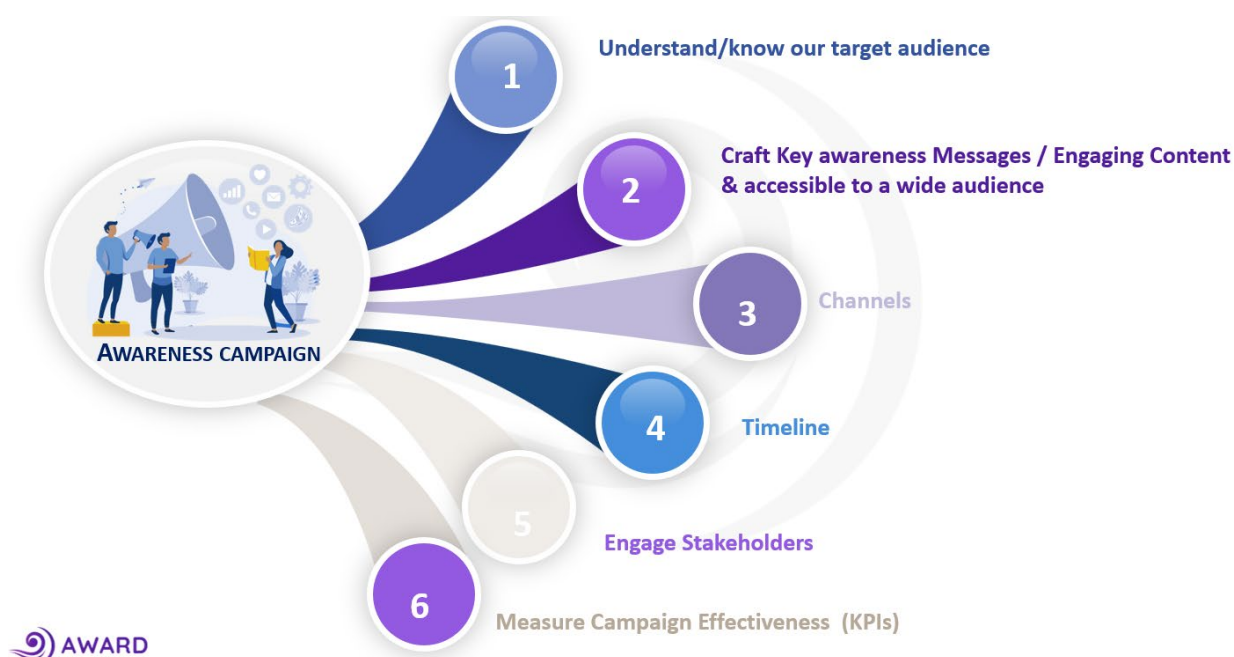 1
Understand/know our target audience
2
Craft Key awareness Messages / Engaging Content
& accessible to a wide audience
3
Channels
AWARENESS CAMPAIGN
4
Timeline
5
Engage Stakeholders
6
Measure Campaign Effectiveness (KPIs)
AWARD